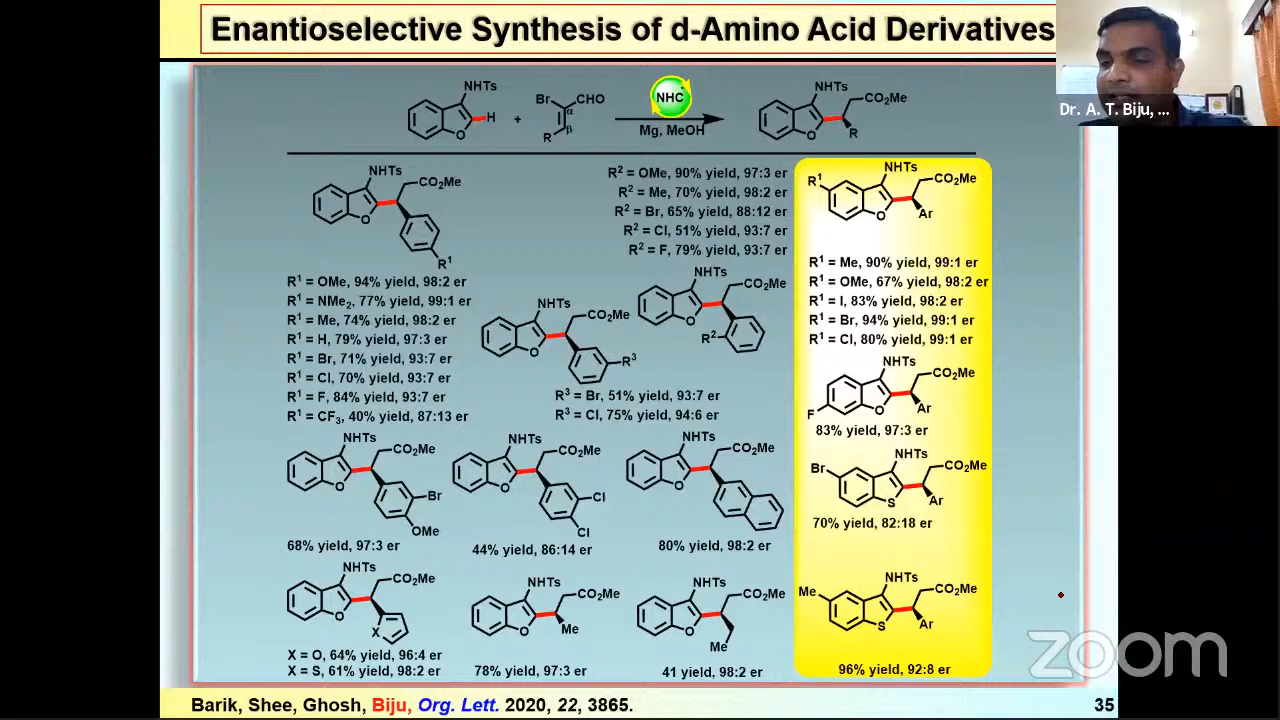 Enantioselective Synthesis of d-Amino Acid Derivatives
Dr. A. T. Biju, ...
NHTs
H
O
+
Br
CHO
α
β
R
NHC
Mg, MeOH
NHTs
CO2Me
O
R
NHTs
CO2Me
O
R1
R1 = OMe, 94% yield, 98:2 er
R1 = NMe2, 77% yield, 99:1 er
R1 = Me, 74% yield, 98:2 er
R1 = H, 79% yield, 97:3 er
R1 = Br, 71% yield, 93:7 er
R1 = Cl, 70% yield, 93:7 er
R1 = F, 84% yield, 93:7 er
R1 = CF3, 40% yield, 87:13 er
R2 = OMe, 90% yield, 97:3 er
R2 = Me, 70% yield, 98:2 er
R2 = Br, 65% yield, 88:12 er
R2 = Cl, 51% yield, 93:7 er
R2 = F, 79% yield, 93:7 er
NHTs
CO2Me
O
R2
NHTs
CO2Me
O
R3
R3 = Br, 51% yield, 93:7 er
R3 = Cl, 75% yield, 94:6 er
NHTs
CO2Me
O
Br
OMe
68% yield, 97:3 er
NHTs
CO2Me
O
Cl
Cl
44% yield, 86:14 er
NHTs
CO2Me
O
80% yield, 98:2 er
NHTs
CO2Me
O
X
X = O, 64% yield, 96:4 er
X = S, 61% yield, 98:2 er
NHTs
CO2Me
O
Me
78% yield, 97:3 er
NHTs
CO2Me
O
Me
41 yield, 98:2 er
NHTs
R1
CO2Me
O
Ar
R1 = Me, 90% yield, 99:1 er
R1 = OMe, 67% yield, 98:2 er
R1 = I, 83% yield, 98:2 er
R1 = Br, 94% yield, 99:1 er
R1 = Cl, 80% yield, 99:1 er
NHTs
CO2Me
F
O
Ar
83% yield, 97:3 er
NHTs
Br
CO2Me
S
Ar
70% yield, 82:18 er
NHTs
Me
CO2Me
S
Ar
96% yield, 92:8 er
zoom
Barik, Shee, Ghosh, Biju, Org. Lett. 2020, 22, 3865.
35